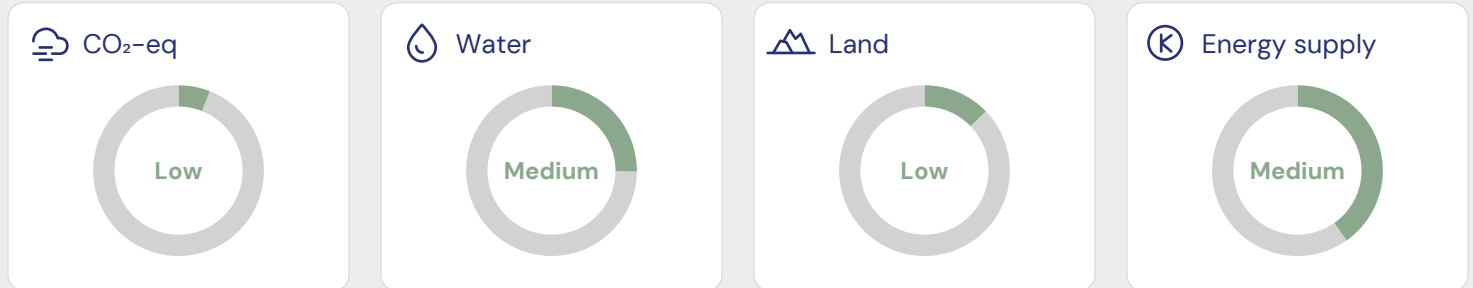 CO₂-eq
Low
Water
Medium
Land
Low
Energy supply
Medium